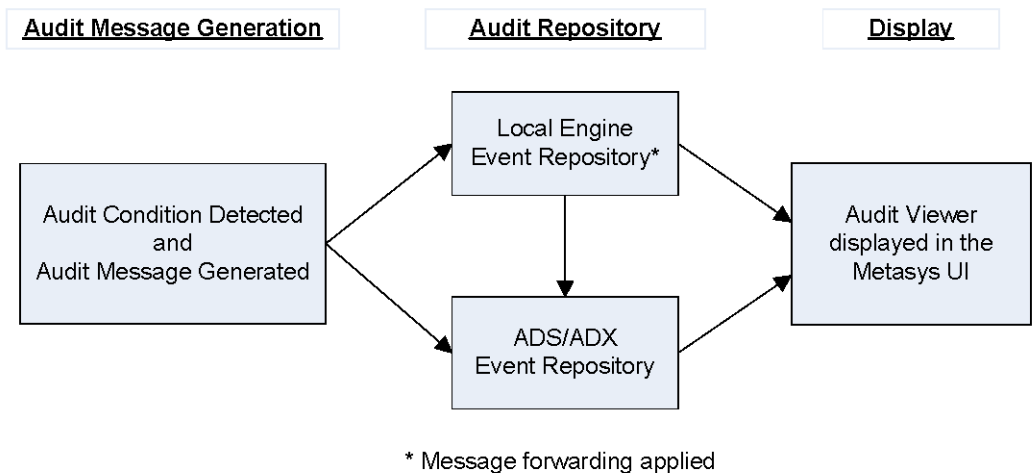 Audit Message Generation
Audit Repository
Display
Audit Condition Detected
and
Audit Message Generated
Local Engine
Event Repository*
ADS/ADX
Event Repository
Audit Viewer
displayed in the
Metasys UI
* Message forwarding applied